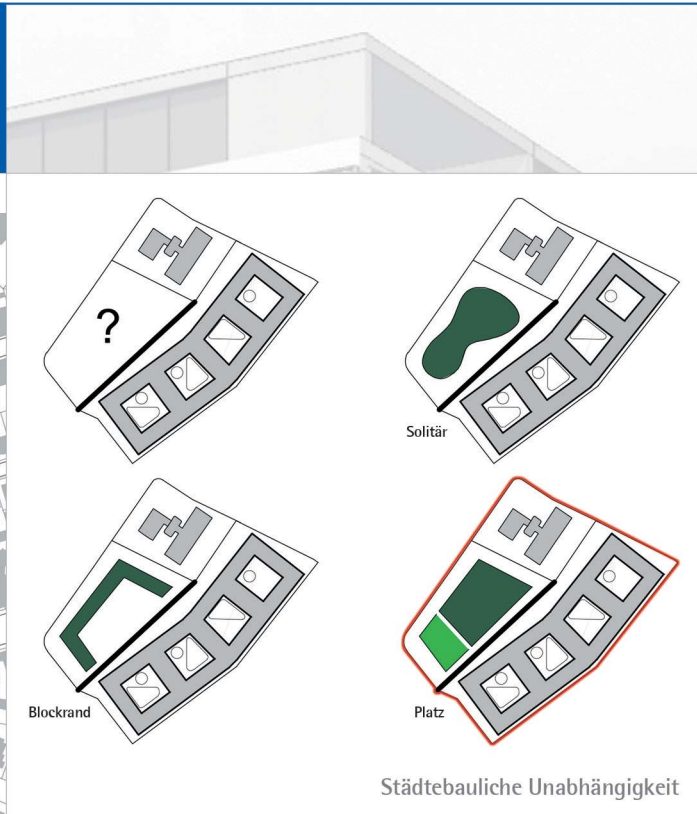 ?
Solitär
Blockrand
Platz
Städtebauliche Unabhängigkeit